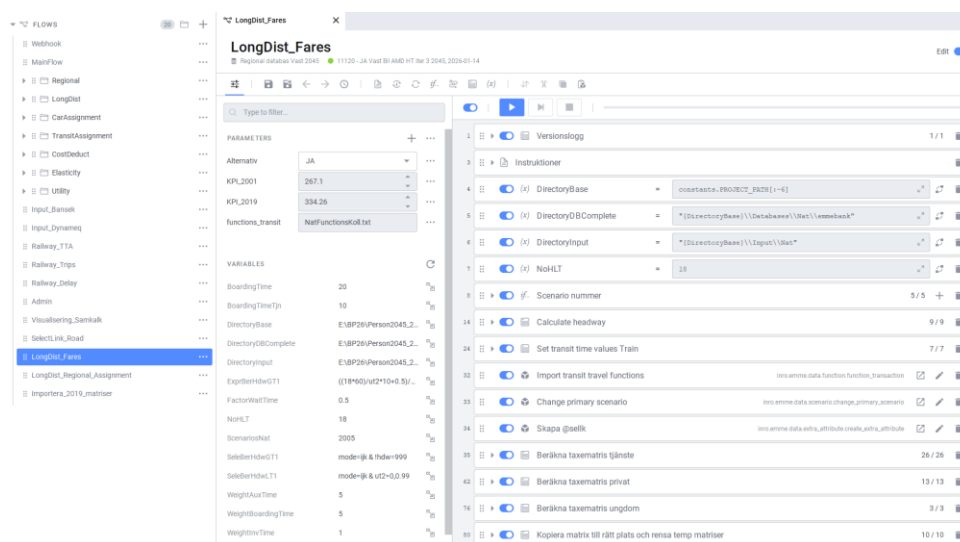 FLOWS 20
Webhook
MainFlow
Regional
LongDist
CarAssignment
TransitAssignment
CostDeduct
Elasticity
Utility
Input_Bansek
Input_Dynameq
Railway_TTA
Railway_Trips
Railway_Delay
Admin
Visualisering_Samkalk
SelectLink_Road
LongDist_Fares
LongDist_Regional_Assignment
Importera_2019_matriser
LongDist_Fares
LongDist_Fares
Regional databas Vast 2045 11120 - JA Vast Bil AMD HT Iter 3 2045, 2026-01-14
Edit
Type to filter...
PARAMETERS
Alternativ JA
KPI_2001 267.1
KPI_2019 334.26
functions_transit NatFunctionsKoll.txt
VARIABLES
BoardingTime 20
BoardingTimeTjn 10
DirectoryBase E:\BP26\Person2045_2...
DirectoryDBComplete E:\BP26\Person2045_2...
DirectoryInput E:\BP26\Person2045_2...
ExprBerHdwGT1 ((18*60)/ut2*10+0.5)/...
FactorWaitTime 0.5
NoHLT 18
ScenariosNat 2005
SeleBerHdwGT1 mode=ijk & !hdw=999
SeleBerHdwLT1 mode=ijk & ut2=0,0.99
WeightAuxTime 5
WeightBoardingTime 5
WeightInvTime 1
1 Versionslogg 1 / 1
3 Instruktioner
4 (x) DirectoryBase = constants.PROJECT_PATH[:-6]
5 (x) DirectoryDBComplete = "{DirectoryBase}\\Databases\\Nat\\emmebank"
6 (x) DirectoryInput = "{DirectoryBase}\\Input\\Nat"
7 (x) NoHLT = 18
Scenario nummer 5 / 5
14 Calculate headway 9 / 9
24 Set transit time values Train 7 / 7
32 Import transit travel functions inro.emme.data.function.function_transaction
33 Change primary scenario inro.emme.data.scenario.change_primary_scenario
34 Skapa @sellk inro.emme.data.extra_attribute.create_extra_attribute
35 Beräkna taxematris tjänste 26 / 26
62 Beräkna taxematris privat 13 / 13
76 Beräkna taxematris ungdom 3 / 3
80 Kopiera matrix till rätt plats och rensa temp matriser 10 / 10